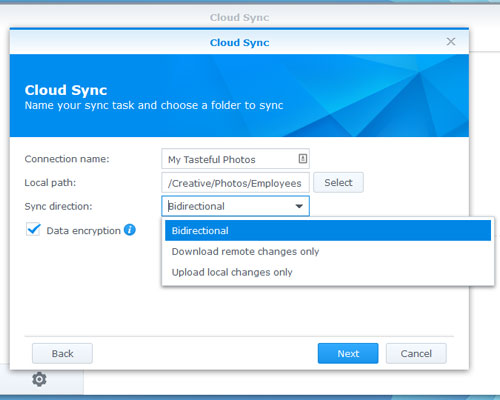 Cloud Sync
Cloud Sync
Cloud Sync
Name your sync task and choose a folder to sync
Connection name: My Tasteful Photos
Local path: /Creative/Photos/Employees Select
Sync direction: Bidirectional
Data encryption
Bidirectional
Download remote changes only
Upload local changes only
Back Next Cancel